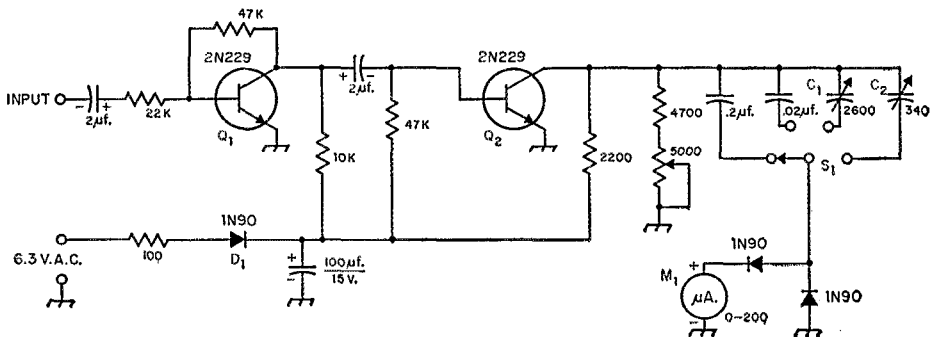 47K
2N229
INPUT
- +
2µf.
22K
Q1
+ -
2µf.
10K
47K
2N229
Q2
2200
4700
5000
.2µf.
.02µf.
C1
2600
C2
340
S1
6.3 V.A.C.
100
1N90
D1
+
-
100µf.
15V.
1N90
M1
+
µA.
-
0-200
1N90